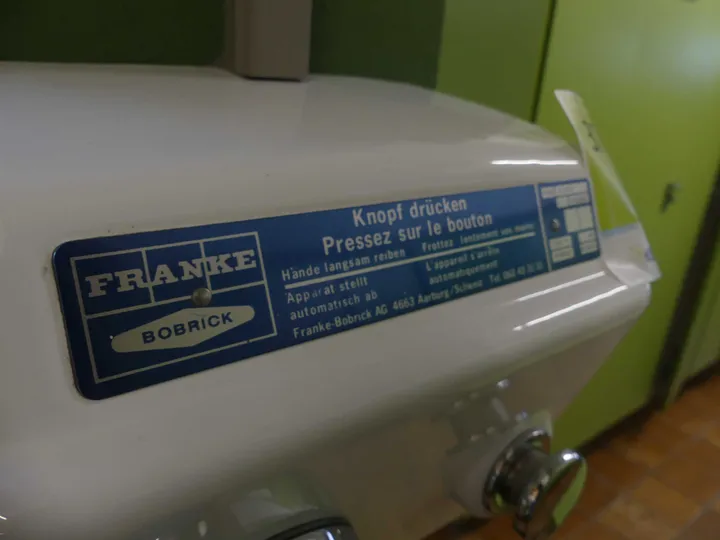 FRANKE
BOBRICK
Knopf drücken
Pressez sur le bouton
Hände langsam reiben Frottez lentement vos mains
Apparat stellt L'appareil s'arrête
automatisch ab automatiquement
Franke-Bobrick AG 4663 Aarburg/Schweiz Tel.